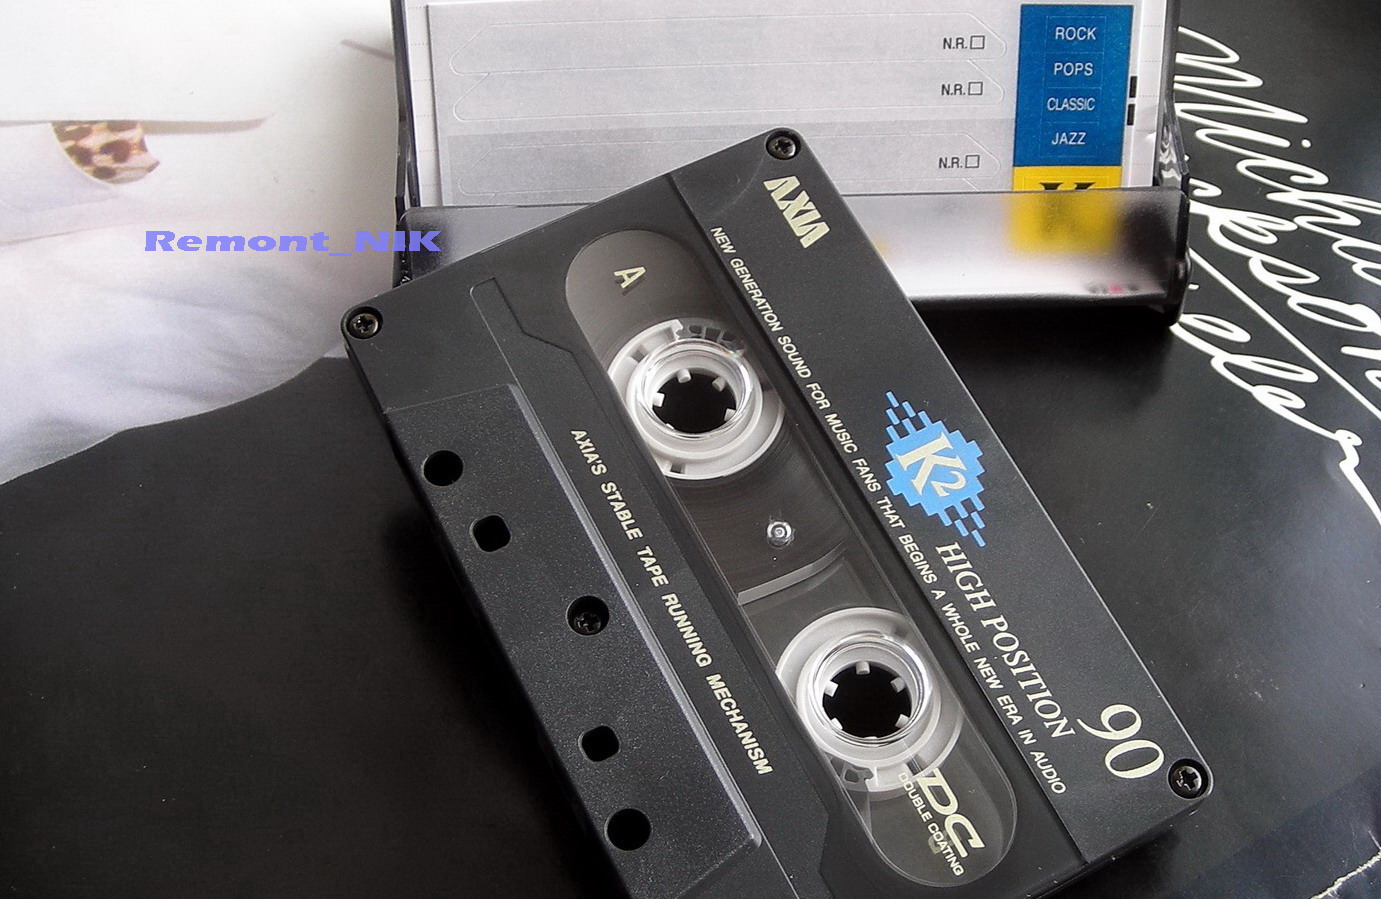 N.R.
N.R.
N.R.
ROCK
POPS
CLASSIC
JAZZ
K
Remont_NIK
AXIA
NEW GENERATION SOUND FOR MUSIC FANS THAT BEGINS A WHOLE NEW ERA IN AUDIO
K2
HIGH POSITION
90
A
AXIA'S STABLE TAPE RUNNING MECHANISM
DC
DOUBLE COATING